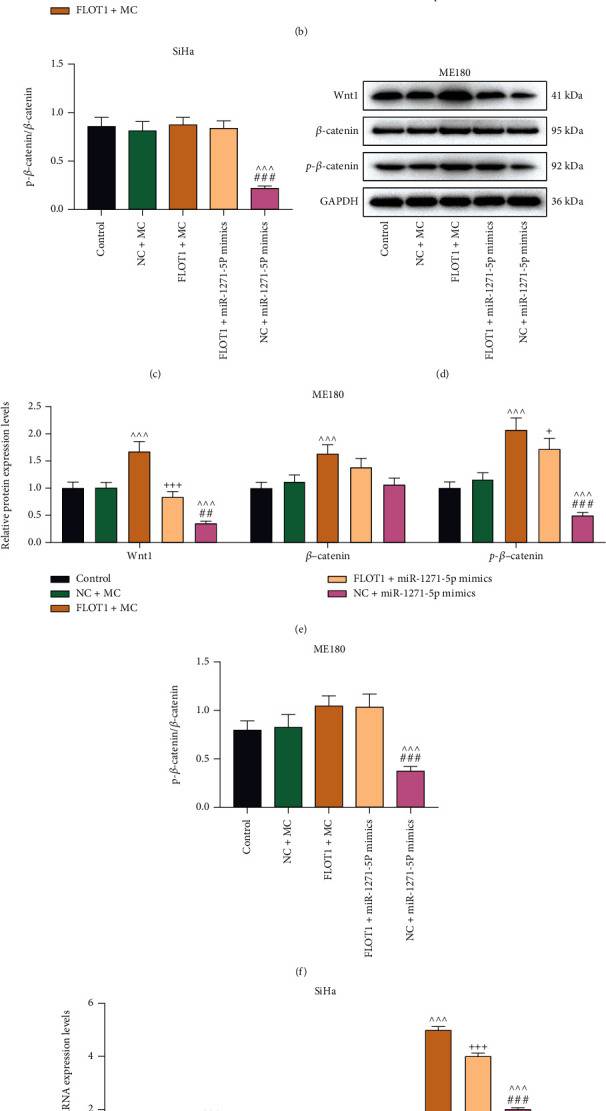 FLOT1 + MC
(b)
SiHa
p-β-catenin/β-catenin
1.5
1.0
0.5
0.0
^^^
###
Control
NC + MC
FLOT1 + MC
FLOT1 + miR-1271-5P mimics
NC + miR-1271-5P mimics
(c)
ME180
Wnt1
41 kDa
β-catenin
95 kDa
p-β-catenin
92 kDa
GAPDH
36 kDa
Control
NC + MC
FLOT1 + MC
FLOT1 + miR-1271-5p mimics
NC + miR-1271-5p mimics
(d)
ME180
Relative protein expression levels
2.5
2.0
1.5
1.0
0.5
0.0
^^^
+++
^^^
##
^^^
^^^
+
^^^
###
Wnt1
β–catenin
p-β–catenin
Control
NC + MC
FLOT1 + MC
FLOT1 + miR-1271-5p mimics
NC + miR-1271-5p mimics
(e)
ME180
p-β-catenin/β-catenin
1.5
1.0
0.5
0.0
^^^
###
Control
NC + MC
FLOT1 + MC
FLOT1 + miR-1271-5P mimics
NC + miR-1271-5P mimics
(f)
SiHa
expression levels
6
4
2
^^^
+++
^^^
###